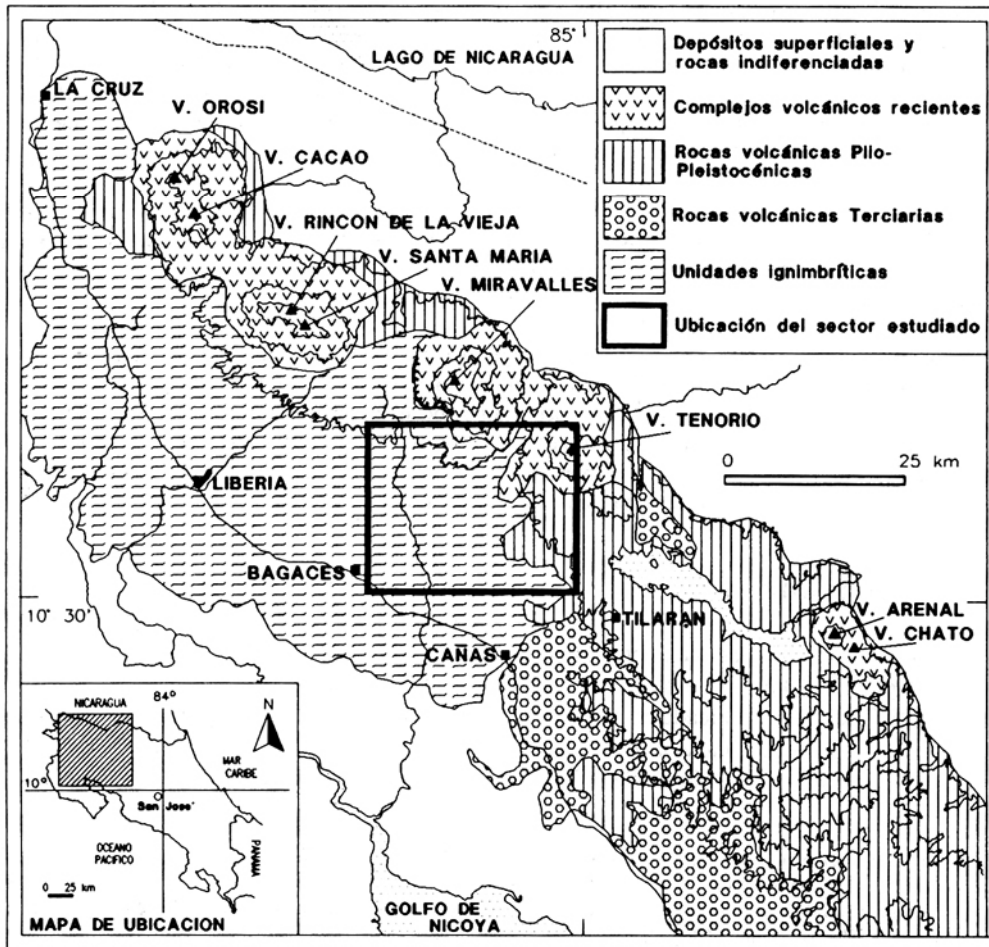 85°
LAGO DE NICARAGUA
LA CRUZ
V. OROSI
V. CACAO
V. RINCON DE LA VIEJA
V. SANTA MARIA
V. MIRAVALLES
V. TENORIO
0 25 km
LIBERIA
BAGACES
10° 30'
TILARAN
V. ARENAL
V. CHATO
CAÑAS
GOLFO DE
NICOYA
Depósitos superficiales y
rocas indiferenciadas
Complejos volcánicos recientes
Rocas volcánicas Plio-
Pleistocénicas
Rocas volcánicas Terciarias
Unidades ignimbríticas
Ubicación del sector estudiado
84°
NICARAGUA
N
MAR
CARIBE
10°
San Jose'
OCEANO
PACIFICO
PANAMA
0 25 km
MAPA DE UBICACION